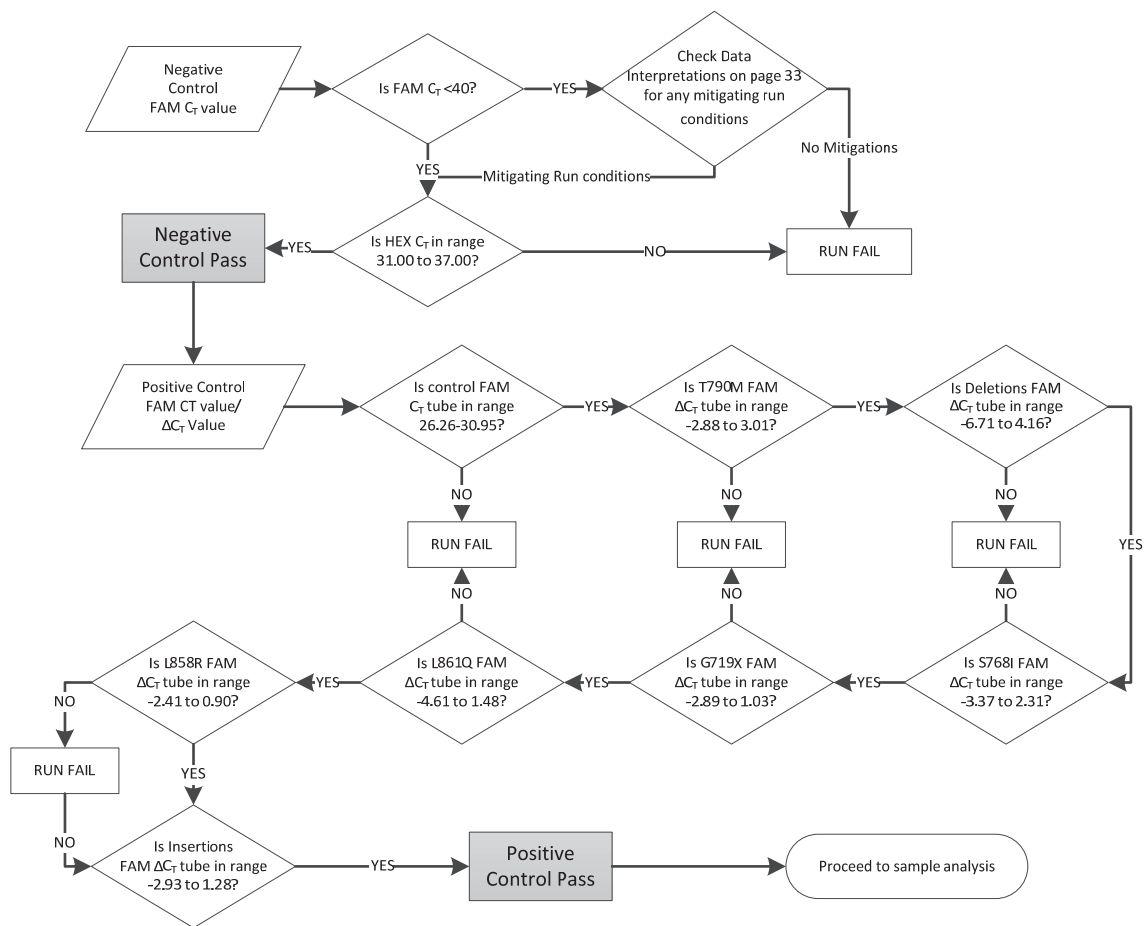 Negative
Control
FAM CT value
Is FAM CT <40?
YES
Check Data
Interpretations on page 33
for any mitigating run
conditions
No Mitigations
YES
Mitigating Run conditions
Negative
Control Pass
YES
Is HEX CT in range
31.00 to 37.00?
NO
RUN FAIL
Positive Control
FAM CT value/
ΔCT Value
Is control FAM
CT tube in range
26.26-30.95?
YES
Is T790M FAM
ΔCT tube in range
-2.88 to 3.01?
YES
Is Deletions FAM
ΔCT tube in range
-6.71 to 4.16?
NO
NO
NO
RUN FAIL
RUN FAIL
RUN FAIL
YES
NO
NO
NO
Is L858R FAM
ΔCT tube in range
-2.41 to 0.90?
YES
Is L861Q FAM
ΔCT tube in range
-4.61 to 1.48?
YES
Is G719X FAM
ΔCT tube in range
-2.89 to 1.03?
YES
Is S768I FAM
ΔCT tube in range
-3.37 to 2.31?
NO
RUN FAIL
YES
NO
Is Insertions
FAM ΔCT tube in range
-2.93 to 1.28?
YES
Positive
Control Pass
Proceed to sample analysis